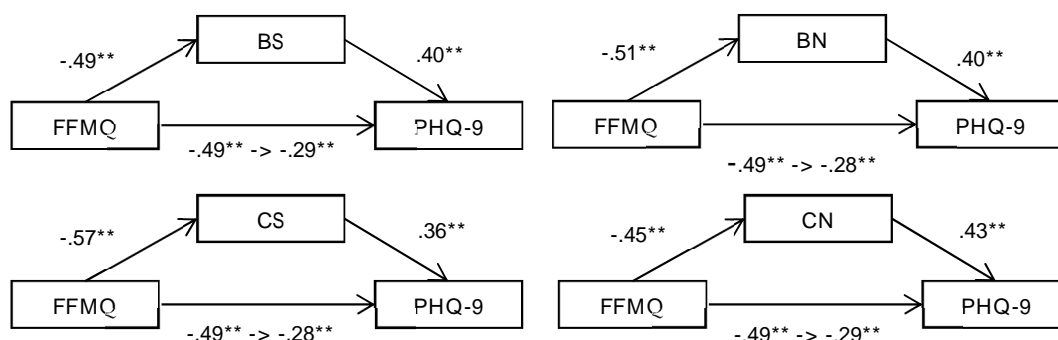 BS
-.49**
.40**
FFMQ
PHQ-9
-.49** -> -.29**
BN
-.51**
.40**
FFMQ
PHQ-9
-.49** -> -.28**
CS
-.57**
.36**
FFMQ
PHQ-9
-.49** -> -.28**
CN
-.45**
.43**
FFMQ
PHQ-9
-.49** -> -.29**